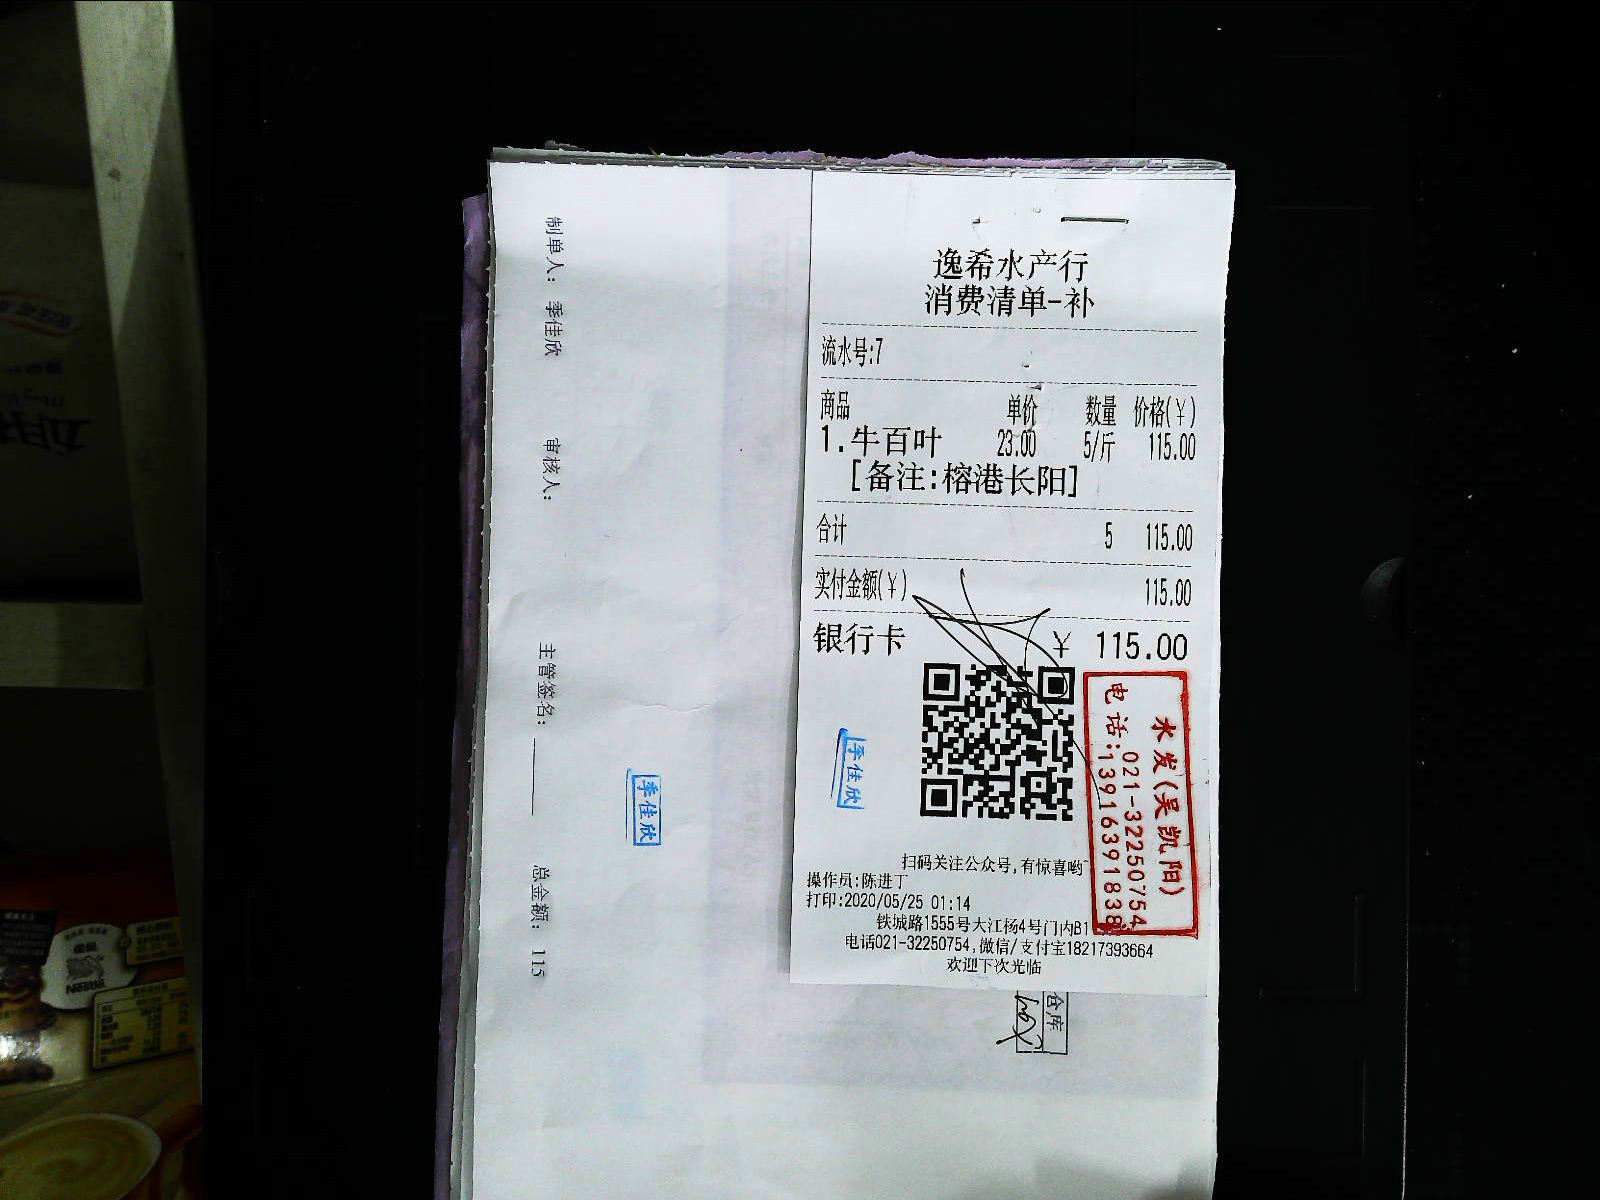 逸希水产行
消费清单-补
流水号:7
商品 单价 数量 价格(¥)
1.牛百叶 23.00 5/斤 115.00
[备注:榕港长阳]
合计 5 115.00
实付金额(¥) 115.00
银行卡 ¥ 115.00
水发(吴凯阳)
021-32250754
电话:13916391838
季佳欣
扫码关注公众号,有惊喜哟
操作员:陈进丁
打印:2020/05/25 01:14
铁城路1555号大江杨4号门内B1
电话021-32250754,微信/支付宝18217393664
欢迎下次光临
仓库
制单人: 季佳欣 审核人: 主管签名: 总金额: 115
季佳欣